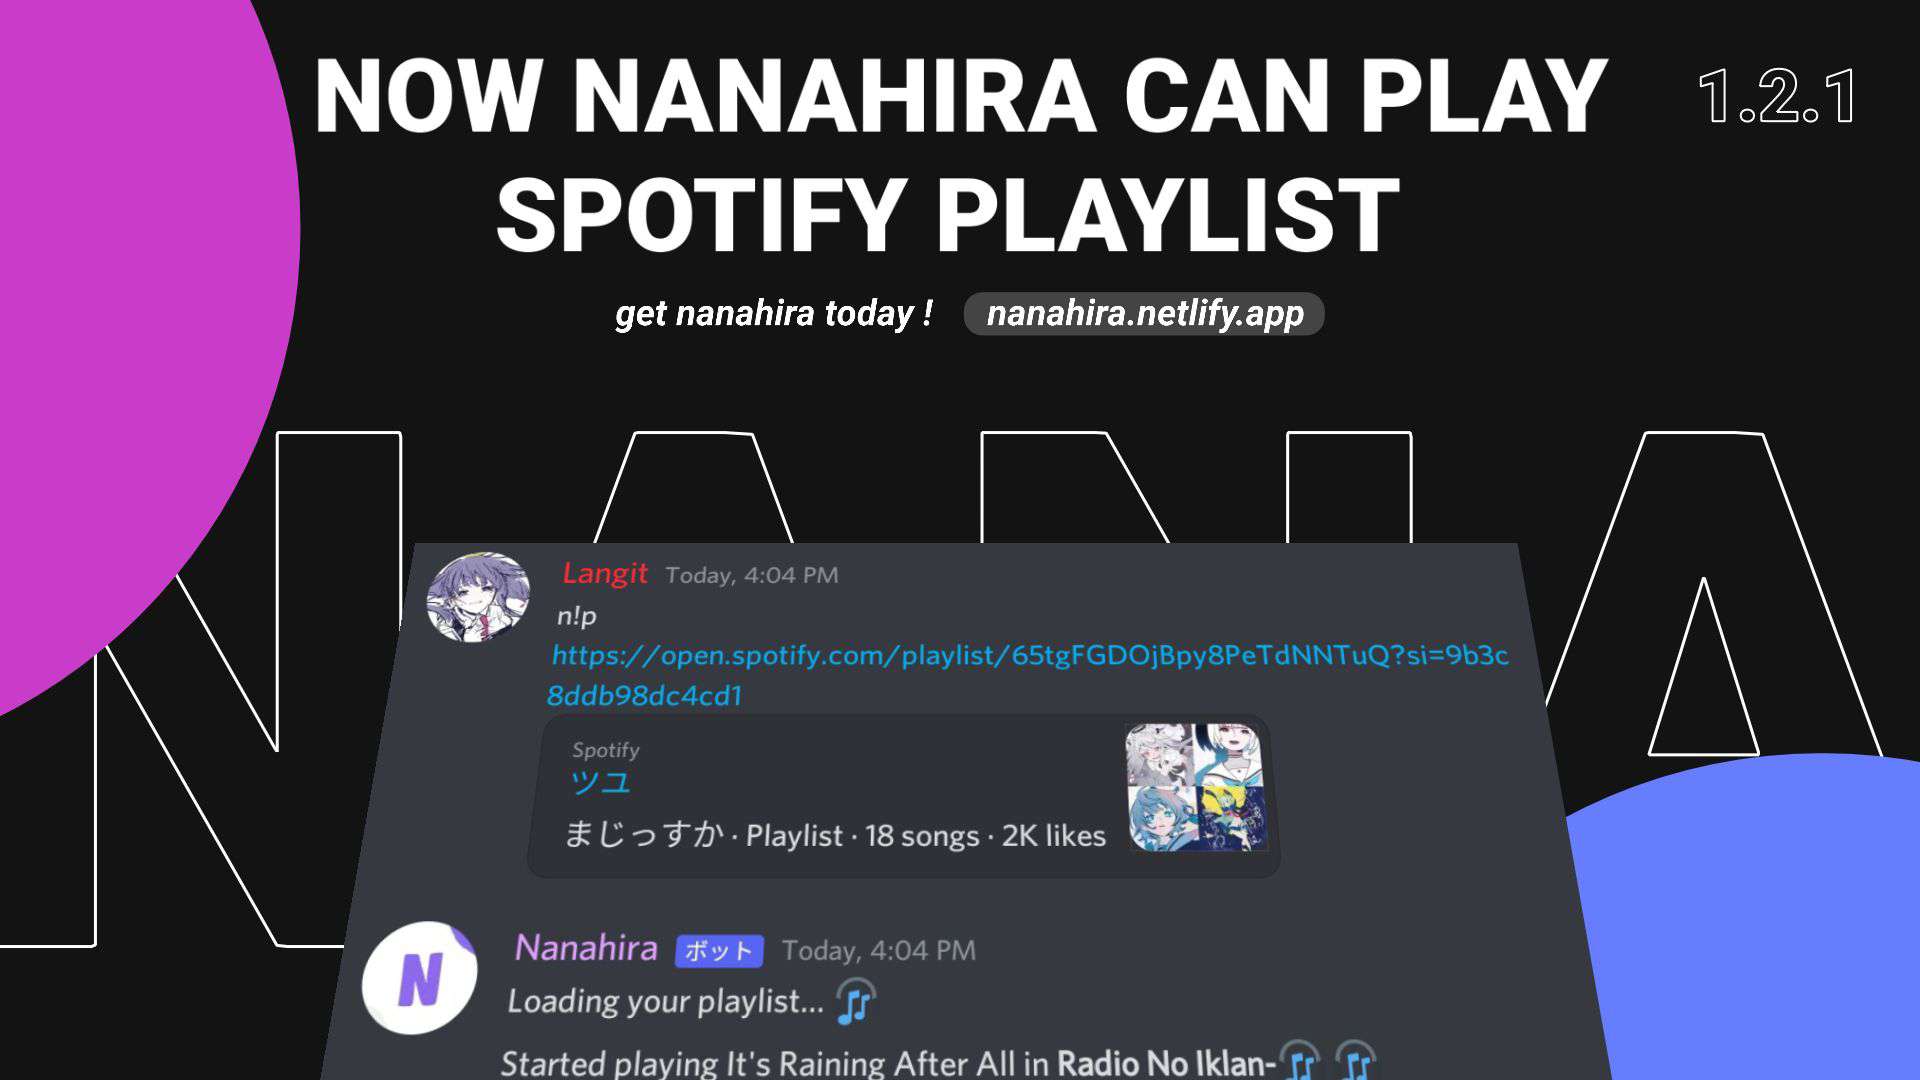 NOW NANAHIRA CAN PLAY
SPOTIFY PLAYLIST
1.2.1
get nanahira today !
nanahira.netlify.app
NANA
Langit Today, 4:04 PM
n!p
https://open.spotify.com/playlist/65tgFGDOjBpy8PeTdNNTuQ?si=9b3c
8ddb98dc4cd1
Spotify
ツユ
まじっすか · Playlist · 18 songs · 2K likes
N
Nanahira ボット Today, 4:04 PM
Loading your playlist...
Started playing It's Raining After All in Radio No Iklan-